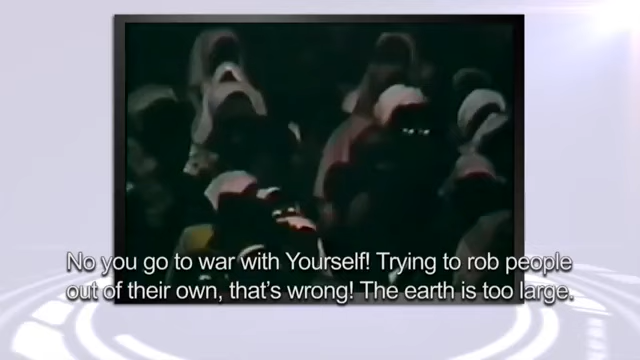 No you go to war with Yourself! Trying to rob people
out of their own, that's wrong! The earth is too large.